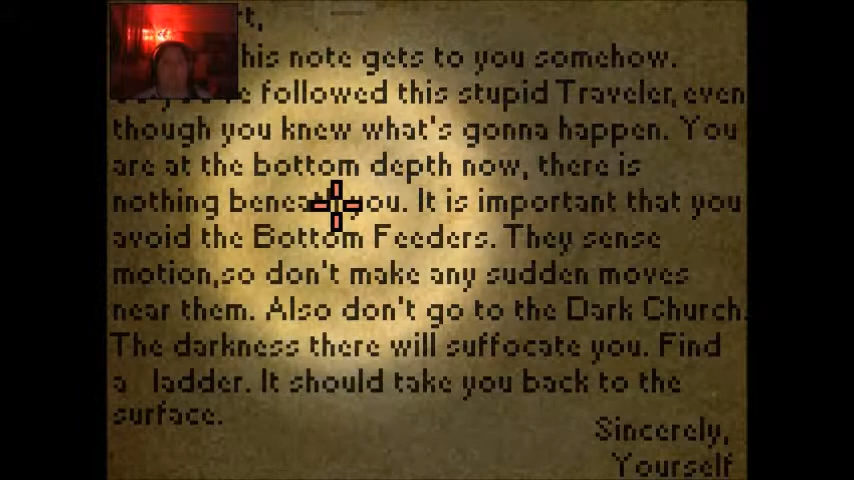 rt,
his note gets to you somehow.
followed this stupid Traveler, even
though you knew what's gonna happen. You
are at the bottom depth now, there is
nothing beneath you. It is important that you
avoid the Bottom Feeders. They sense
motion,so don't make any sudden moves
near them. Also don't go to the Dark Church.
The darkness there will suffocate you. Find
a ladder. It should take you back to the
surface.
Sincerely,
Yourself